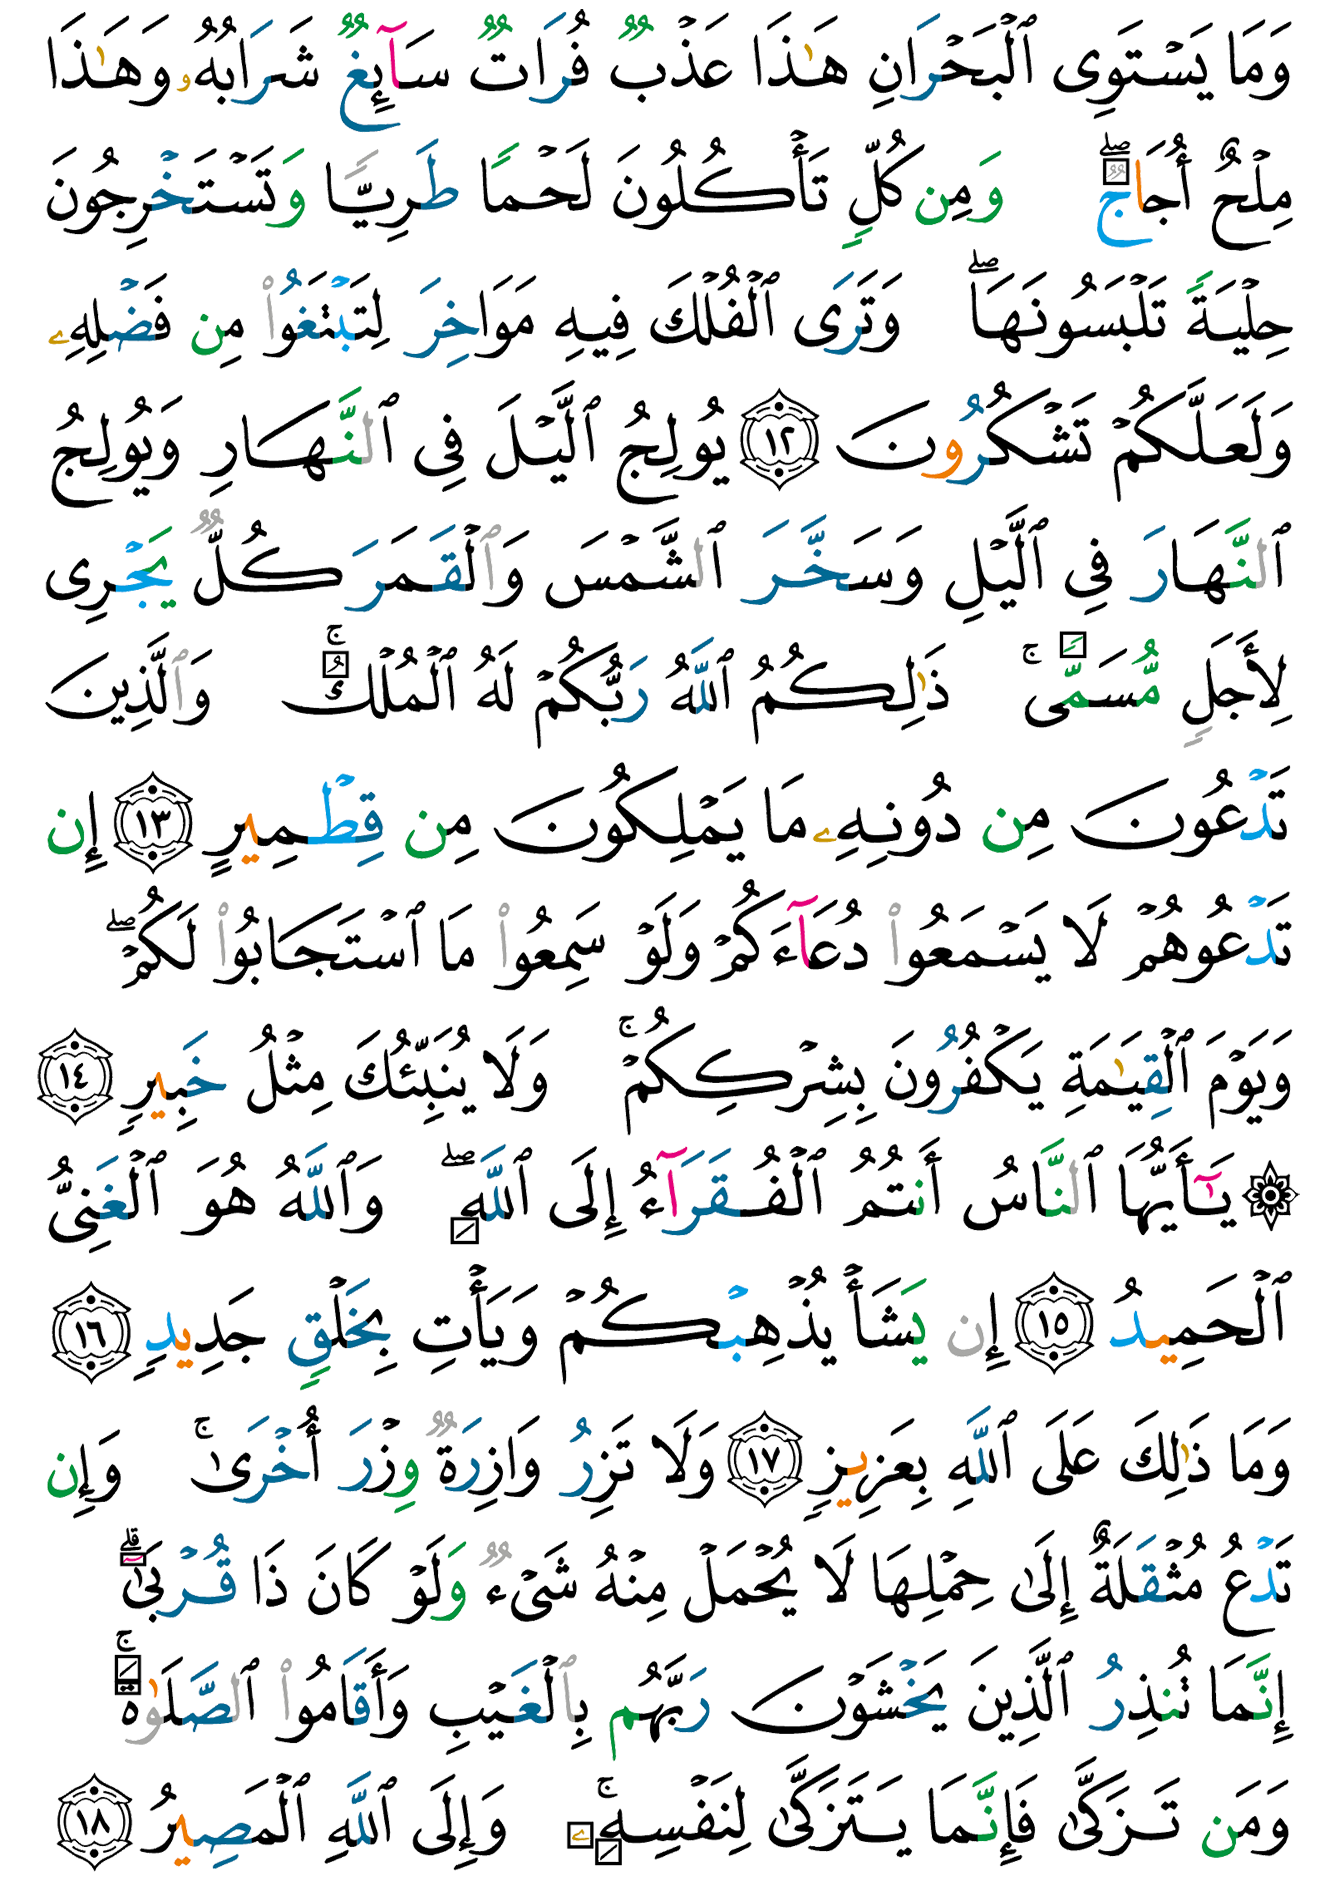 وَمَا يَسْتَوِى ٱلْبَحْرَانِ هَـٰذَا عَذْبٌ فُرَاتٌ سَآئِغٌ شَرَابُهُۥ وَهَـٰذَا
مِلْحٌ أُجَاجٌ ۖ وَمِن كُلٍّ تَأْكُلُونَ لَحْمًا طَرِيًّا وَتَسْتَخْرِجُونَ
حِلْيَةً تَلْبَسُونَهَا ۖ وَتَرَى ٱلْفُلْكَ فِيهِ مَوَاخِرَ لِتَبْتَغُوا۟ مِن فَضْلِهِۦ
وَلَعَلَّكُمْ تَشْكُرُونَ ١٢ يُولِجُ ٱلَّيْلَ فِى ٱلنَّهَارِ وَيُولِجُ
ٱلنَّهَارَ فِى ٱلَّيْلِ وَسَخَّرَ ٱلشَّمْسَ وَٱلْقَمَرَ كُلٌّ يَجْرِى
لِأَجَلٍ مُّسَمًّى ۚ ذَٰلِكُمُ ٱللَّهُ رَبُّكُمْ لَهُ ٱلْمُلْكُ ۚ وَٱلَّذِينَ
تَدْعُونَ مِن دُونِهِۦ مَا يَمْلِكُونَ مِن قِطْمِيرٍ ١٣ إِن
تَدْعُوهُمْ لَا يَسْمَعُوا۟ دُعَآءَكُمْ وَلَوْ سَمِعُوا۟ مَا ٱسْتَجَابُوا۟ لَكُمْ ۖ
وَيَوْمَ ٱلْقِيَـٰمَةِ يَكْفُرُونَ بِشِرْكِكُمْ ۚ وَلَا يُنَبِّئُكَ مِثْلُ خَبِيرٍ ١٤
۞ يَـٰٓأَيُّهَا ٱلنَّاسُ أَنتُمُ ٱلْفُقَرَآءُ إِلَى ٱللَّهِ ۖ وَٱللَّهُ هُوَ ٱلْغَنِىُّ
ٱلْحَمِيدُ ١٥ إِن يَشَأْ يُذْهِبْكُمْ وَيَأْتِ بِخَلْقٍ جَدِيدٍ ١٦
وَمَا ذَٰلِكَ عَلَى ٱللَّهِ بِعَزِيزٍ ١٧ وَلَا تَزِرُ وَازِرَةٌ وِزْرَ أُخْرَىٰ ۚ وَإِن
تَدْعُ مُثْقَلَةٌ إِلَىٰ حِمْلِهَا لَا يُحْمَلْ مِنْهُ شَىْءٌ وَلَوْ كَانَ ذَا قُرْبَىٰٓ ۗ
إِنَّمَا تُنذِرُ ٱلَّذِينَ يَخْشَوْنَ رَبَّهُم بِٱلْغَيْبِ وَأَقَامُوا۟ ٱلصَّلَوٰةَ ۚ
وَمَن تَزَكَّىٰ فَإِنَّمَا يَتَزَكَّىٰ لِنَفْسِهِۦ ۚ وَإِلَى ٱللَّهِ ٱلْمَصِيرُ ١٨